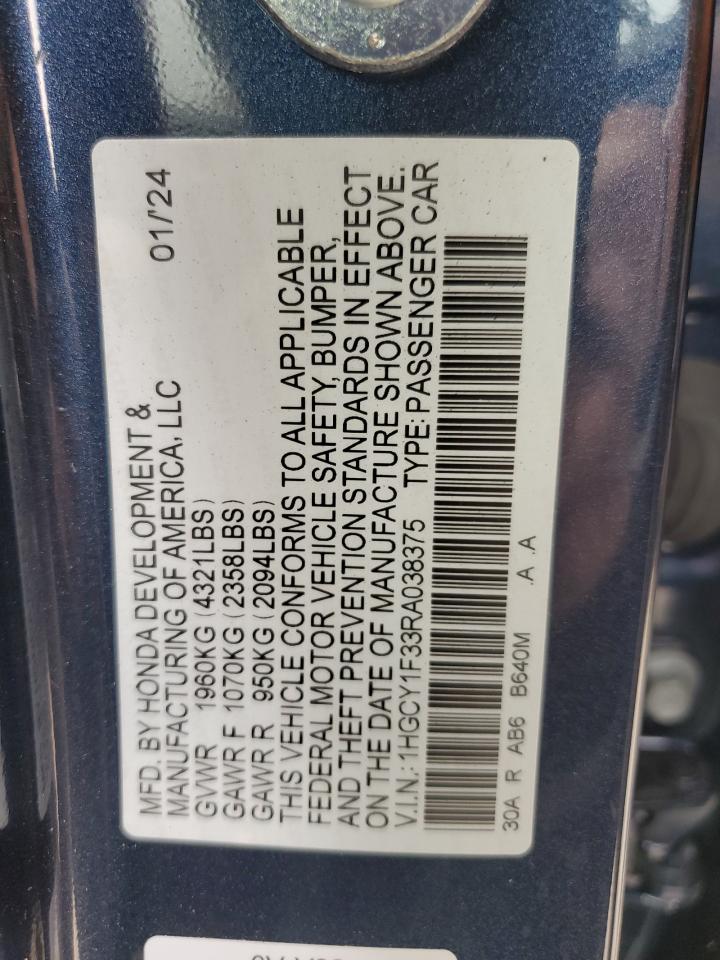 MFD. BY HONDA DEVELOPMENT &
MANUFACTURING OF AMERICA, LLC 01/'24
GVWR 1960KG (4321LBS)
GAWR F 1070KG (2358LBS)
GAWR R 950KG (2094LBS)
THIS VEHICLE CONFORMS TO ALL APPLICABLE
FEDERAL MOTOR VEHICLE SAFETY, BUMPER,
AND THEFT PREVENTION STANDARDS IN EFFECT
ON THE DATE OF MANUFACTURE SHOWN ABOVE.
V.I.N.: 1HGCY1F33RA038375 TYPE: PASSENGER CAR
30A R AB6 B640M .A .A